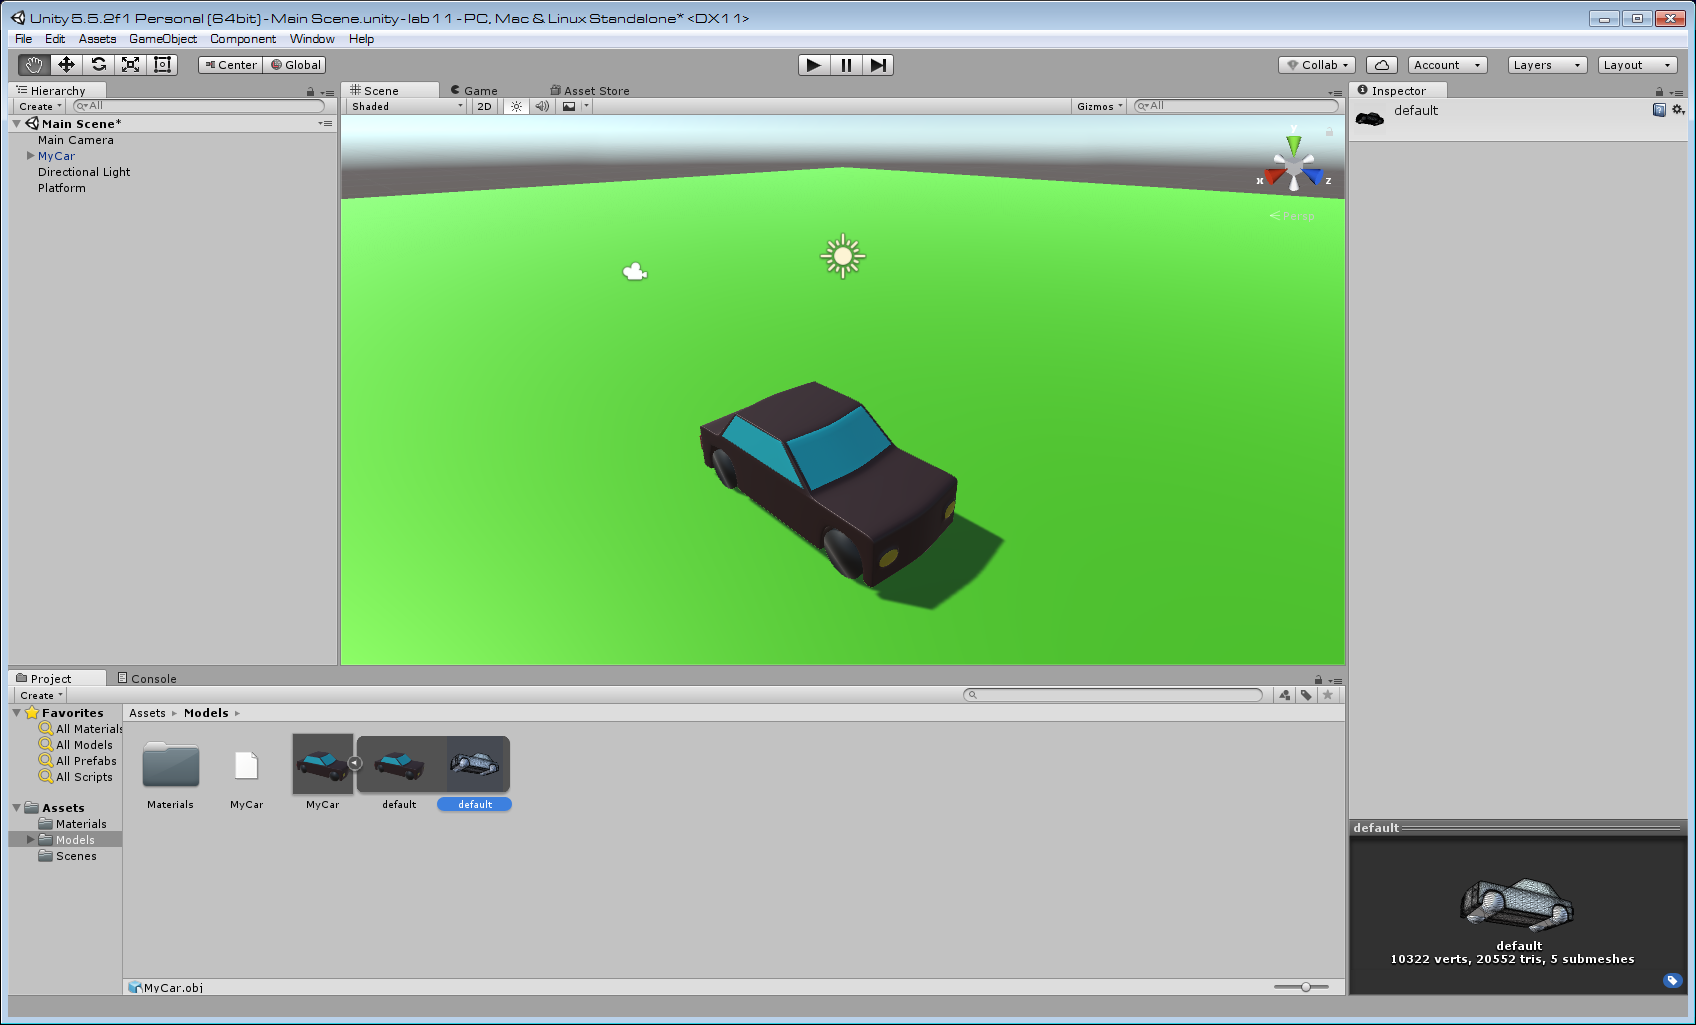 Unity 5.5.2f1 Personal (64bit) - Main Scene.unity - lab11 - PC, Mac & Linux Standalone* <DX11>
File Edit Assets GameObject Component Window Help
Center Global Collab Account Layers Layout
Hierarchy
Create All
Main Scene*
Main Camera
MyCar
Directional Light
Platform
Scene Game Asset Store
Shaded 2D Gizmos All
y
x z
Persp
Inspector
default
Project Console
Create
Favorites
All Materials
All Models
All Prefabs
All Scripts
Assets
Materials
Models
Scenes
Assets Models
Materials MyCar MyCar default default
MyCar.obj
default
default
10322 verts, 20552 tris, 5 submeshes